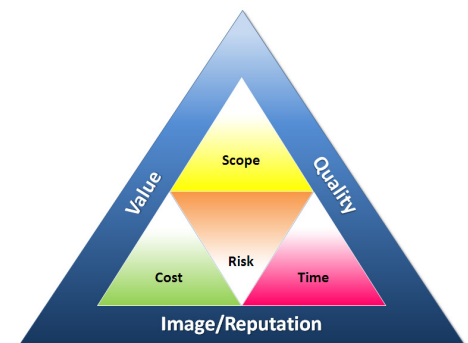 Scope
Value
Quality
Risk
Cost
Time
Image/Reputation